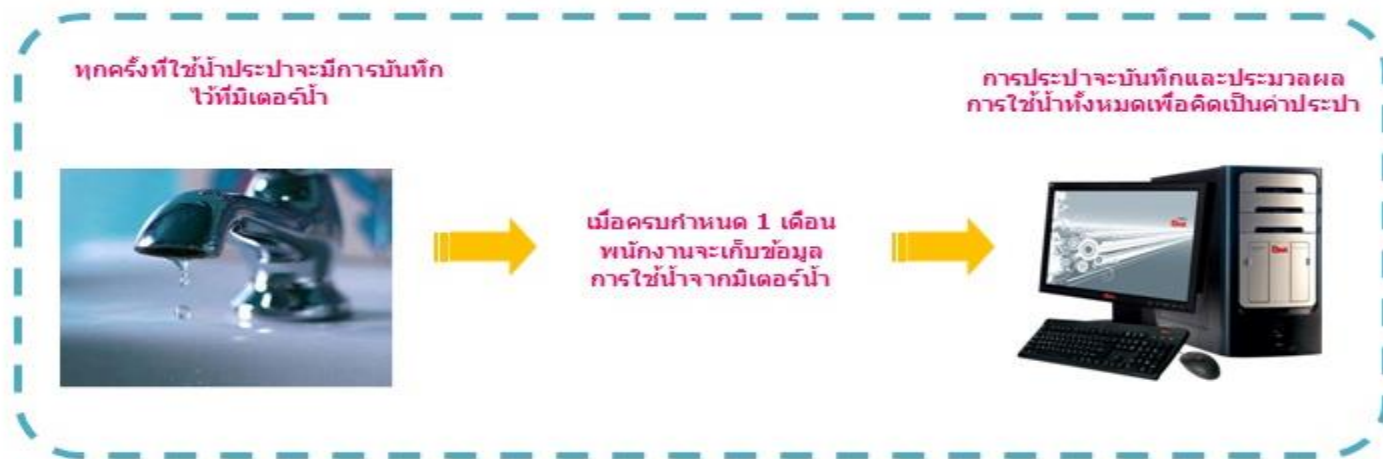 ทุกครั้งที่ใช้น้ำประปาจะมีการบันทึก
ไว้ที่มิเตอร์น้ำ
เมื่อครบกำหนด 1 เดือน
พนักงานจะเก็บข้อมูล
การใช้น้ำจากมิเตอร์น้ำ
การประปาจะบันทึกและประมวลผล
การใช้น้ำทั้งหมดเพื่อคิดเป็นค่าประปา